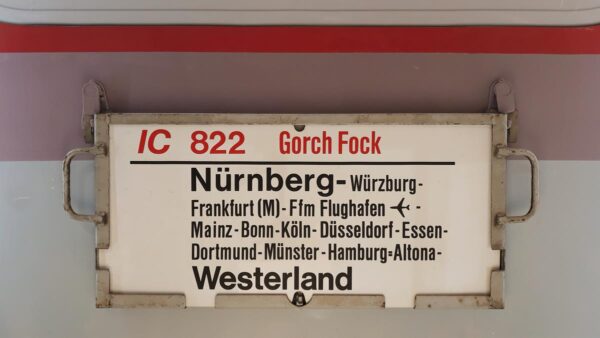 IC 822 Gorch Fock
Nürnberg- Würzburg-
Frankfurt (M)- Ffm Flughafen ✈ -
Mainz-Bonn-Köln- Düsseldorf-Essen-
Dortmund-Münster-Hamburg=Altona-
Westerland